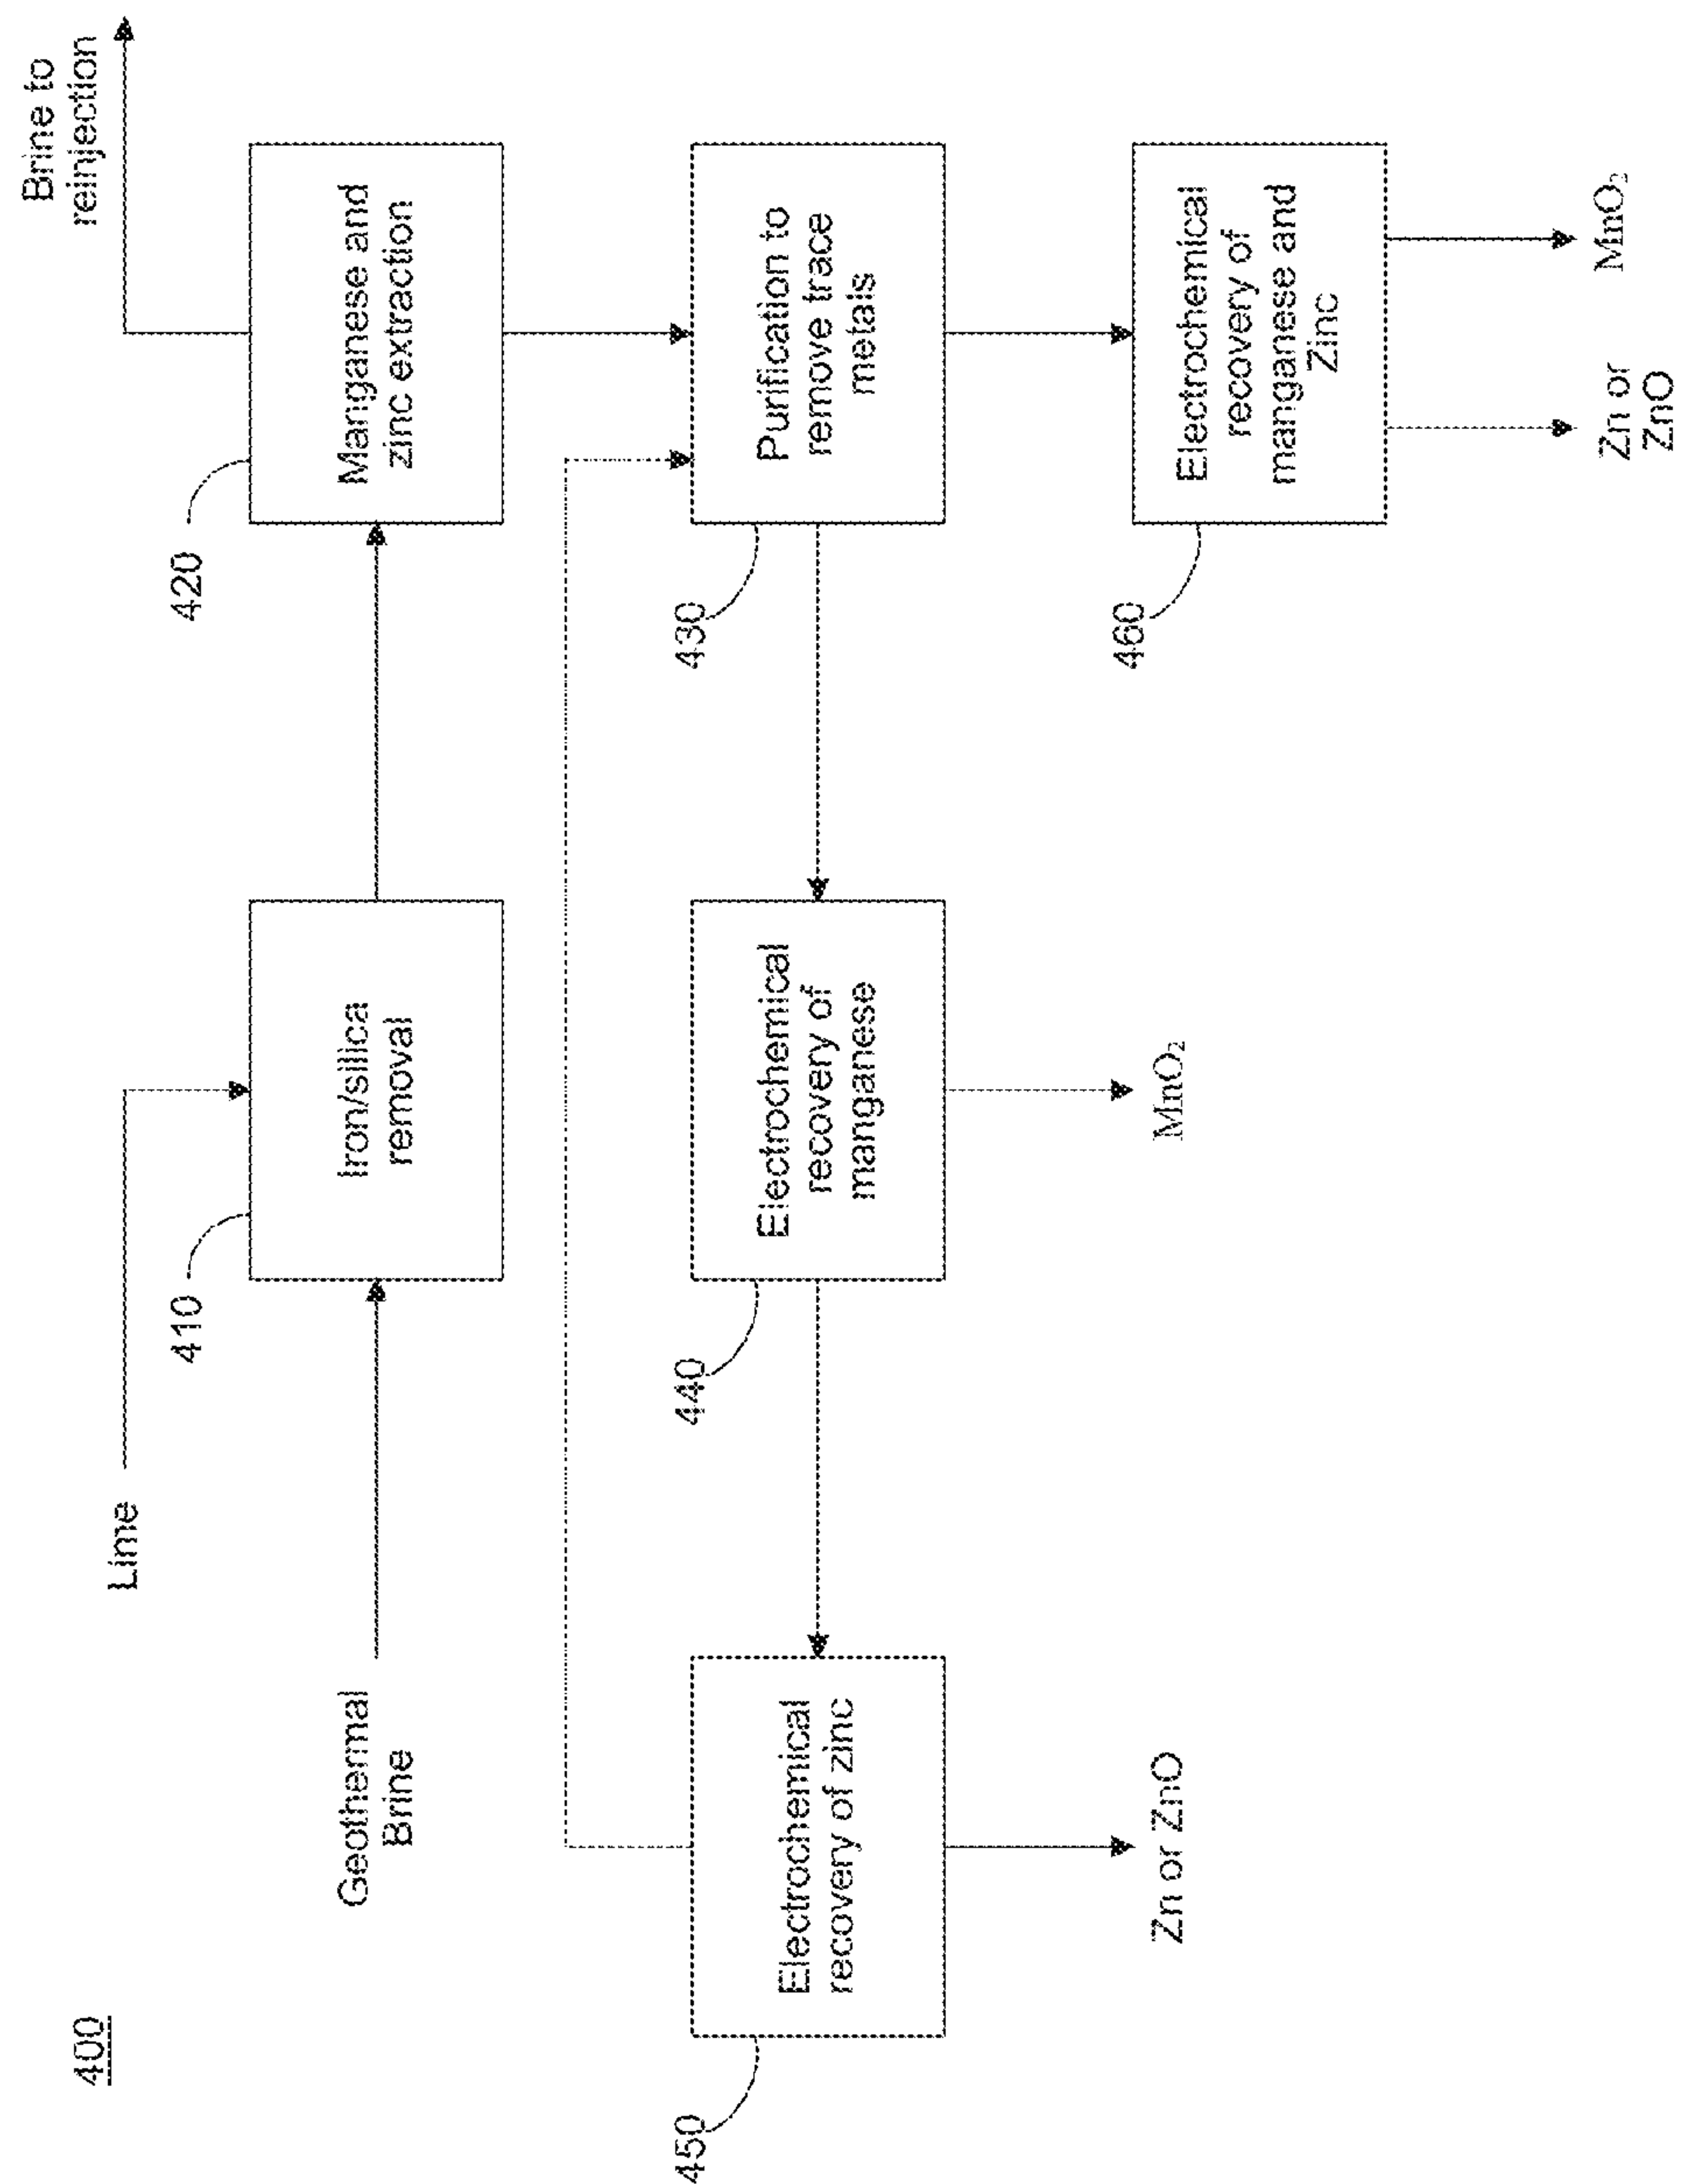 400
Lime
Brine to
reinjection
410
420
Geothermal
Brine
Iron/silica
removal
Manganese and
zinc extraction
450
440
430
Electrochemical
recovery of zinc
Electrochemical
recovery of
manganese
Purification to
remove trace
metals
Zn or ZnO
MnO₂
460
Electrochemical
recovery of
manganese and
Zinc
Zn or
ZnO
MnO₂